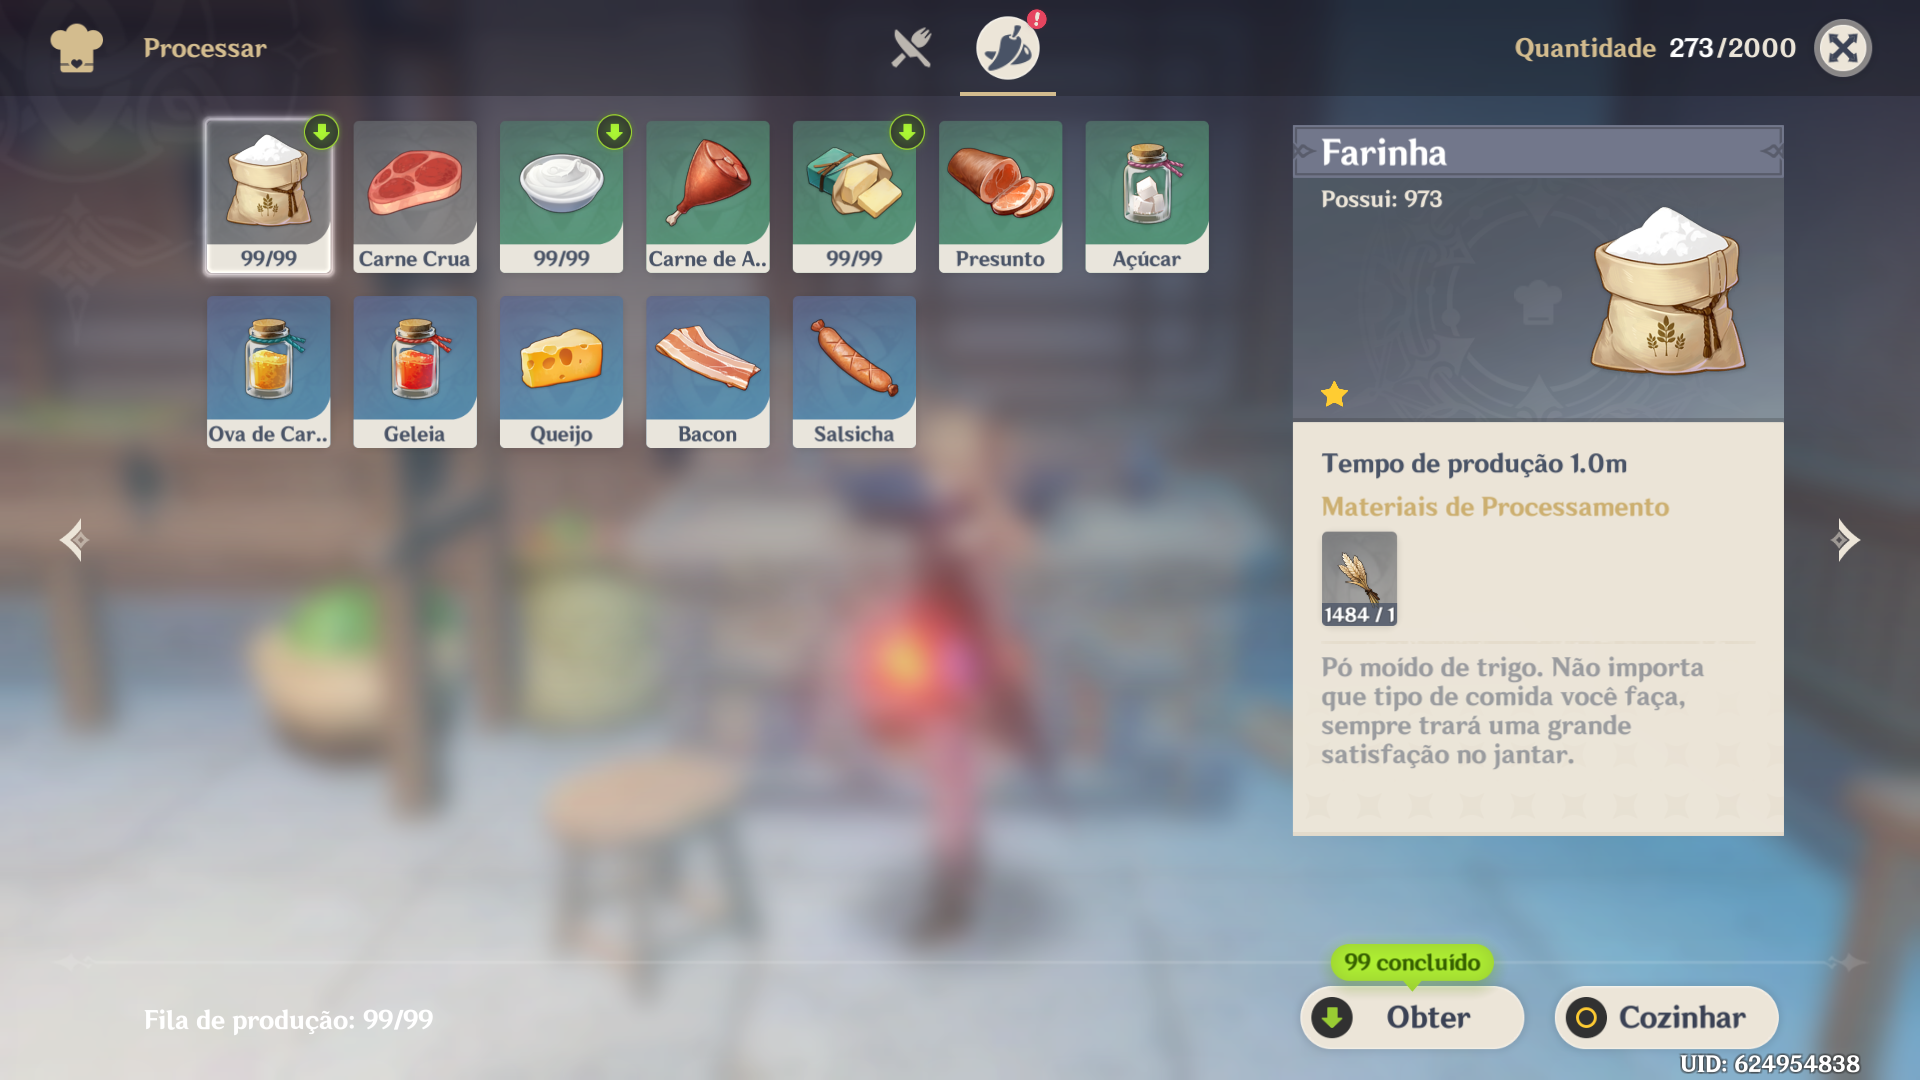 Processar
Quantidade 273/2000
99/99
Carne Crua
99/99
Carne de A..
99/99
Presunto
Açúcar
Ova de Car..
Geleia
Queijo
Bacon
Salsicha
Farinha
Possui: 973
Tempo de produção 1.0m
Materiais de Processamento
1484 / 1
Pó moído de trigo. Não importa
que tipo de comida você faça,
sempre trará uma grande
satisfação no jantar.
99 concluído
Fila de produção: 99/99
Obter
Cozinhar
UID: 624954838